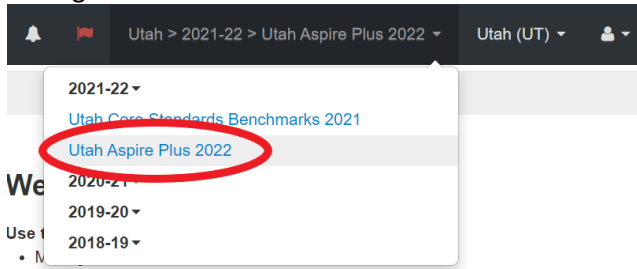 Utah > 2021-22 > Utah Aspire Plus 2022 Utah (UT)
2021-22
Utah Core Standards Benchmarks 2021
Utah Aspire Plus 2022
We
2020-21
2019-20
Use t
2018-19